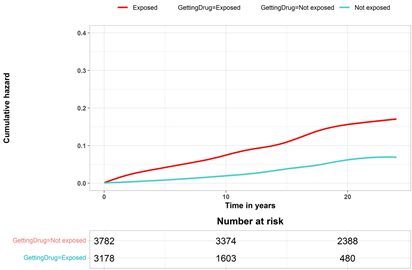 Exposed GettingDrug=Exposed GettingDrug=Not exposed Not exposed
Cumulative hazard
0.4
0.3
0.2
0.1
0.0
0 10 20
Time in years
Number at risk
GettingDrug=Not exposed 3782 3374 2388
GettingDrug=Exposed 3178 1603 480